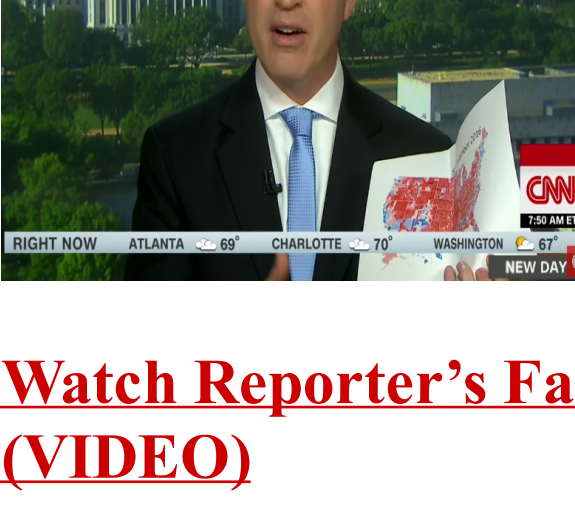 CNN
7:50 AM ET
RIGHT NOW ATLANTA 69° CHARLOTTE 70° WASHINGTON 67°
NEW DAY
Watch Reporter’s Fa
(VIDEO)